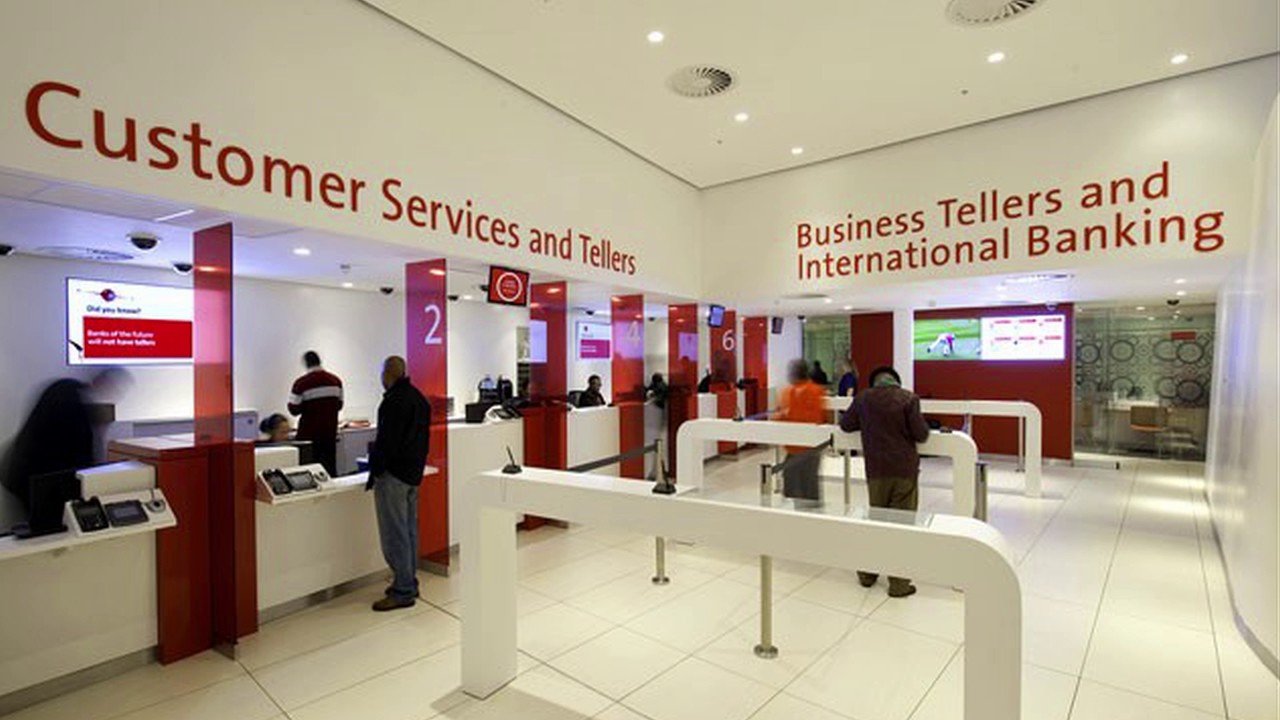 Customer Services and Tellers
Business Tellers and
International Banking
Did you know?
Banks of the future
will not have tellers
2
4
6